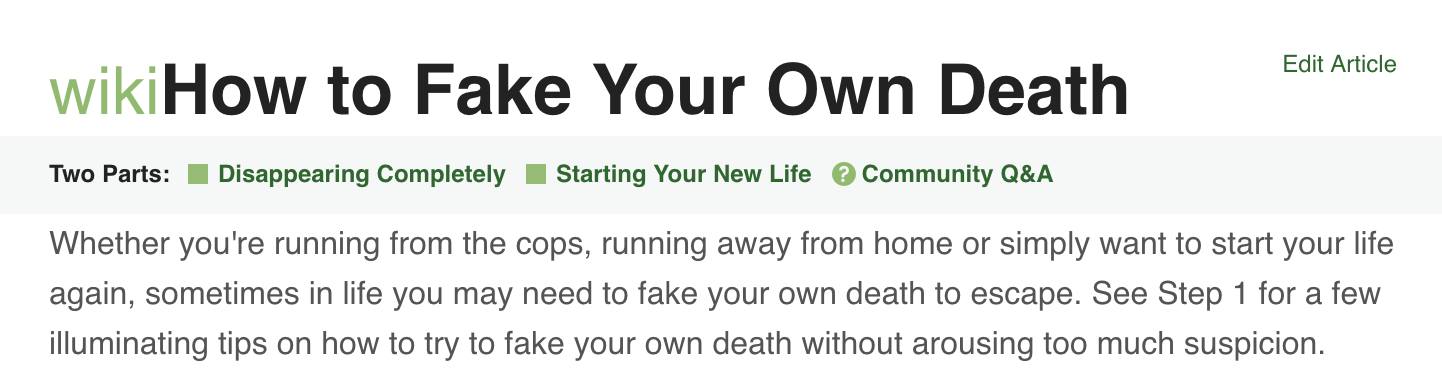 wikiHow to Fake Your Own Death
Edit Article
Two Parts: Disappearing Completely Starting Your New Life ? Community Q&A
Whether you're running from the cops, running away from home or simply want to start your life
again, sometimes in life you may need to fake your own death to escape. See Step 1 for a few
illuminating tips on how to try to fake your own death without arousing too much suspicion.